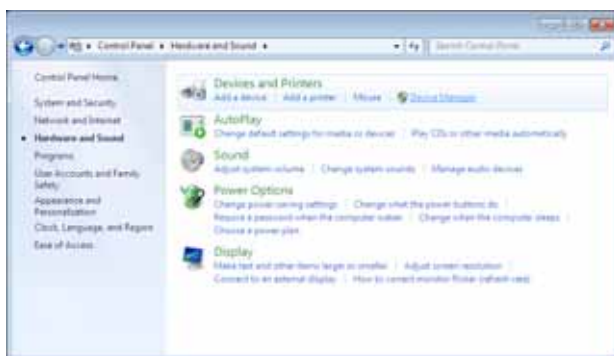 Control Panel ▸ Hardware and Sound ▸
Search Control Panel
Control Panel Home
System and Security
Network and Internet
Hardware and Sound
Programs
User Accounts and Family
Safety
Appearance and
Personalization
Clock, Language, and Region
Ease of Access
Devices and Printers
Add a device
Add a printer
Mouse
Device Manager
AutoPlay
Change default settings for media or devices
Play CDs or other media automatically
Sound
Adjust system volume
Change system sounds
Manage audio devices
Power Options
Change power-saving settings
Change what the power buttons do
Require a password when the computer wakes
Change when the computer sleeps
Choose a power plan
Display
Make text and other items larger or smaller
Adjust screen resolution
Connect to an external display
How to correct monitor flicker (refresh rate)